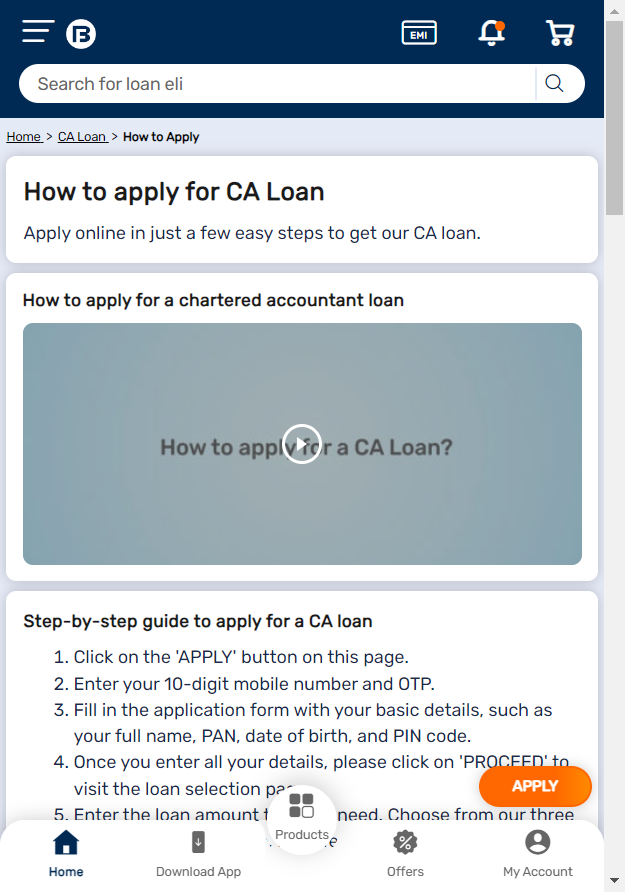 EMI
Search for loan eli
Home > CA Loan > How to Apply
How to apply for CA Loan
Apply online in just a few easy steps to get our CA loan.
How to apply for a chartered accountant loan
How to apply for a CA Loan?
Step-by-step guide to apply for a CA loan
1. Click on the 'APPLY' button on this page.
2. Enter your 10-digit mobile number and OTP.
3. Fill in the application form with your basic details, such as
your full name, PAN, date of birth, and PIN code.
4. Once you enter all your details, please click on 'PROCEED' to
visit the loan selection
APPLY
5. Enter the loan amount need. Choose from our three
Home
Download App
Products
Offers
My Account